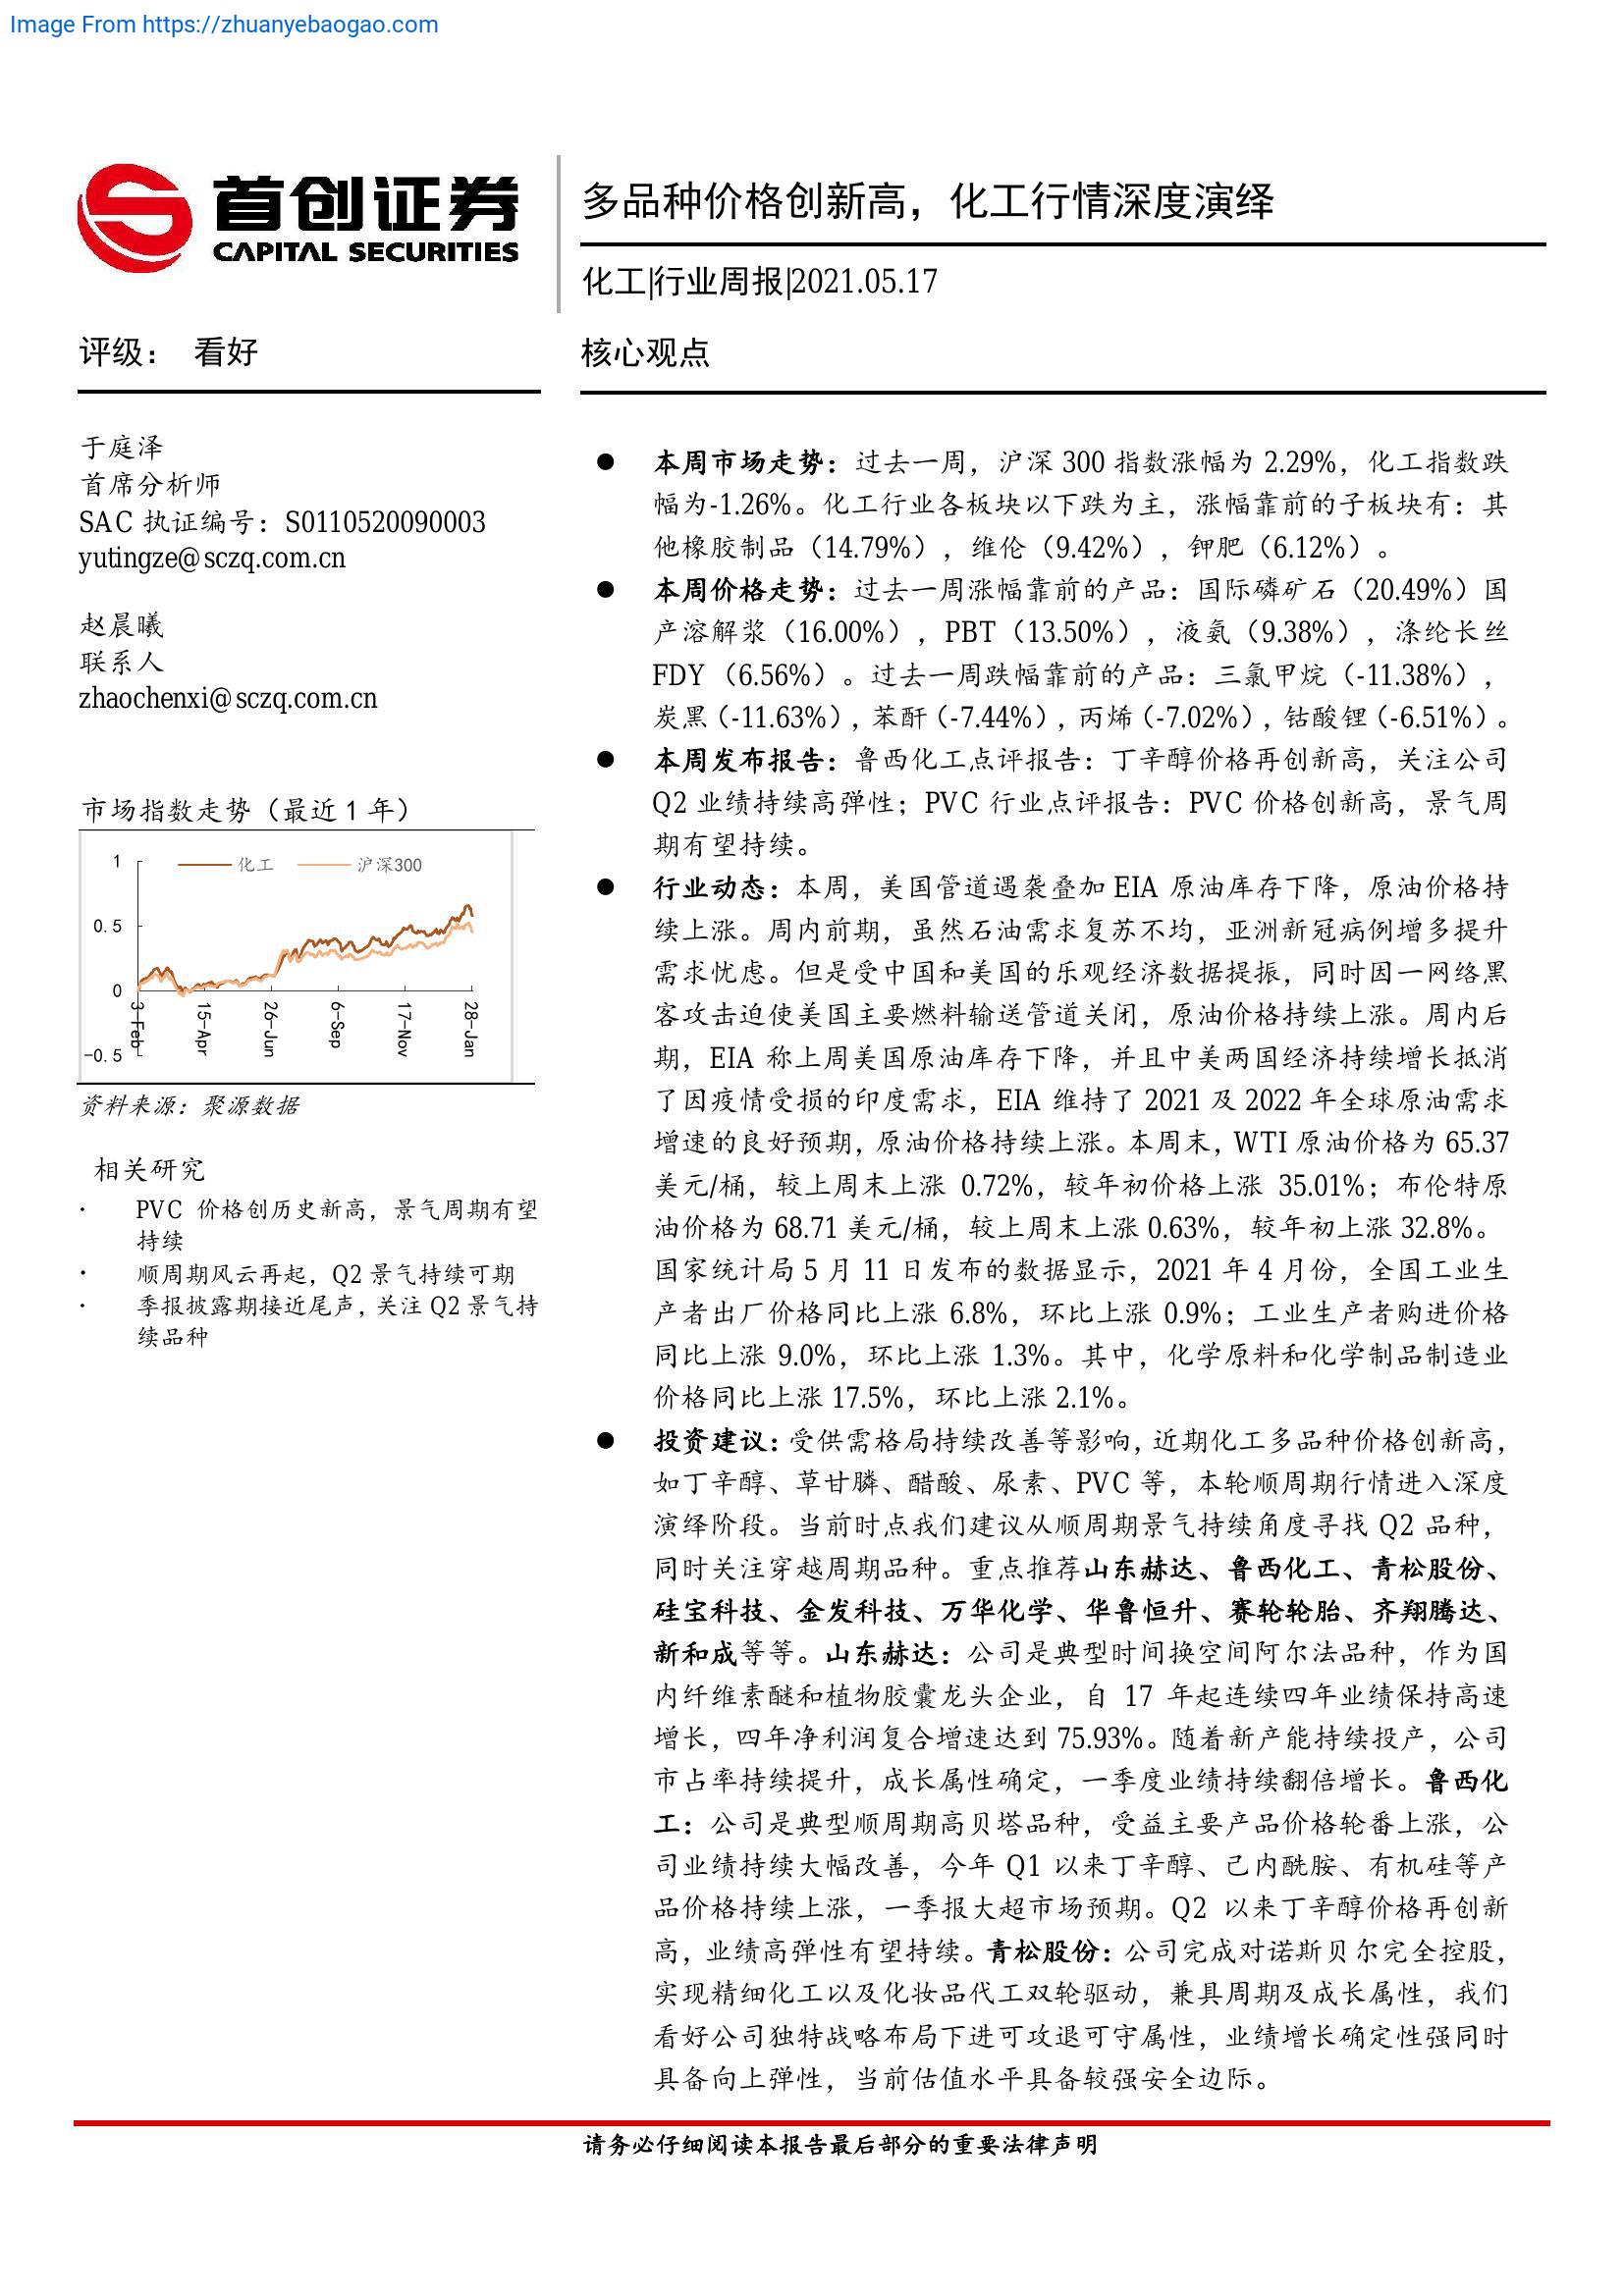 Image From https://zhuanyebaogao.com
首创证券
CAPITAL SECURITIES
多品种价格创新高，化工行情深度演绎
化工|行业周报|2021.05.17
评级： 看好
核心观点
于庭泽
首席分析师
SAC 执证编号：S0110520090003
yutingze@sczq.com.cn
赵晨曦
联系人
zhaochenxi@sczq.com.cn
市场指数走势（最近 1 年）
化工 沪深300
1
0.5
0
-0.5
3-Feb 15-Apr 26-Jun 6-Sep 17-Nov 28-Jan
资料来源：聚源数据
相关研究
· PVC 价格创历史新高，景气周期有望
持续
· 顺周期风云再起，Q2 景气持续可期
· 季报披露期接近尾声，关注 Q2 景气持
续品种
● 本周市场走势：过去一周，沪深 300 指数涨幅为 2.29%，化工指数跌
幅为-1.26%。化工行业各板块以下跌为主，涨幅靠前的子板块有：其
他橡胶制品（14.79%），维伦（9.42%），钾肥（6.12%）。
● 本周价格走势：过去一周涨幅靠前的产品：国际磷矿石（20.49%）国
产溶解浆（16.00%），PBT（13.50%），液氨（9.38%），涤纶长丝
FDY（6.56%）。过去一周跌幅靠前的产品：三氯甲烷（-11.38%），
炭黑（-11.63%），苯酐（-7.44%），丙烯（-7.02%），钴酸锂（-6.51%）。
● 本周发布报告：鲁西化工点评报告：丁辛醇价格再创新高，关注公司
Q2 业绩持续高弹性；PVC 行业点评报告：PVC 价格创新高，景气周
期有望持续。
● 行业动态：本周，美国管道遇袭叠加 EIA 原油库存下降，原油价格持
续上涨。周内前期，虽然石油需求复苏不均，亚洲新冠病例增多提升
需求忧虑。但是受中国和美国的乐观经济数据提振，同时因一网络黑
客攻击迫使美国主要燃料输送管道关闭，原油价格持续上涨。周内后
期，EIA 称上周美国原油库存下降，并且中美两国经济持续增长抵消
了因疫情受损的印度需求，EIA 维持了 2021 及 2022 年全球原油需求
增速的良好预期，原油价格持续上涨。本周末，WTI 原油价格为 65.37
美元/桶，较上周末上涨 0.72%，较年初价格上涨 35.01%；布伦特原
油价格为 68.71 美元/桶，较上周末上涨 0.63%，较年初上涨 32.8%。
国家统计局 5 月 11 日发布的数据显示，2021 年 4 月份，全国工业生
产者出厂价格同比上涨 6.8%，环比上涨 0.9%；工业生产者购进价格
同比上涨 9.0%，环比上涨 1.3%。其中，化学原料和化学制品制造业
价格同比上涨 17.5%，环比上涨 2.1%。
● 投资建议：受供需格局持续改善等影响，近期化工多品种价格创新高，
如丁辛醇、草甘膦、醋酸、尿素、PVC 等，本轮顺周期行情进入深度
演绎阶段。当前时点我们建议从顺周期景气持续角度寻找 Q2 品种，
同时关注穿越周期品种。重点推荐山东赫达、鲁西化工、青松股份、
硅宝科技、金发科技、万华化学、华鲁恒升、赛轮轮胎、齐翔腾达、
新和成等等。山东赫达：公司是典型时间换空间阿尔法品种，作为国
内纤维素醚和植物胶囊龙头企业，自 17 年起连续四年业绩保持高速
增长，四年净利润复合增速达到 75.93%。随着新产能持续投产，公司
市占率持续提升，成长属性确定，一季度业绩持续翻倍增长。鲁西化
工：公司是典型顺周期高贝塔品种，受益主要产品价格轮番上涨，公
司业绩持续大幅改善，今年 Q1 以来丁辛醇、己内酰胺、有机硅等产
品价格持续上涨，一季报大超市场预期。Q2 以来丁辛醇价格再创新
高，业绩高弹性有望持续。青松股份：公司完成对诺斯贝尔完全控股，
实现精细化工以及化妆品代工双轮驱动，兼具周期及成长属性，我们
看好公司独特战略布局下进可攻退可守属性，业绩增长确定性强同时
具备向上弹性，当前估值水平具备较强安全边际。
请务必仔细阅读本报告最后部分的重要法律声明